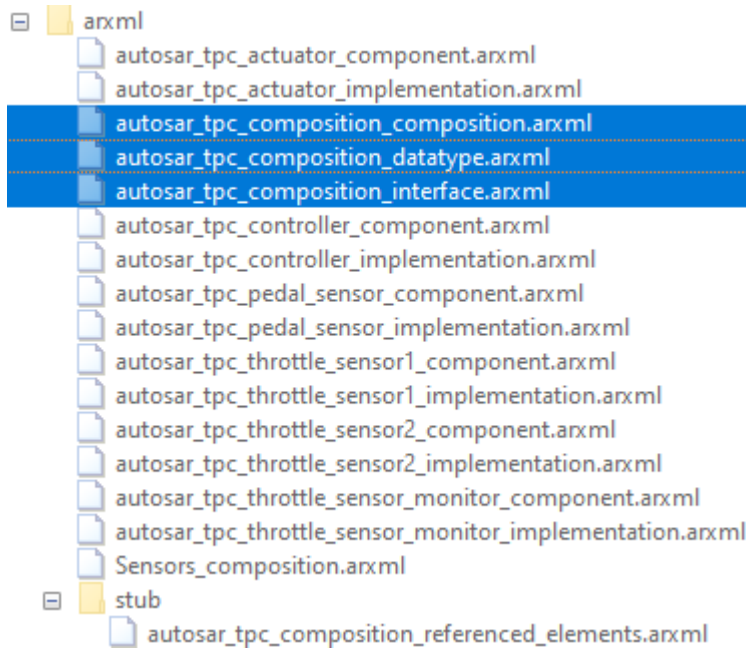 arxml
autosar_tpc_actuator_component.arxml
autosar_tpc_actuator_implementation.arxml
autosar_tpc_composition_composition.arxml
autosar_tpc_composition_datatype.arxml
autosar_tpc_composition_interface.arxml
autosar_tpc_controller_component.arxml
autosar_tpc_controller_implementation.arxml
autosar_tpc_pedal_sensor_component.arxml
autosar_tpc_pedal_sensor_implementation.arxml
autosar_tpc_throttle_sensor1_component.arxml
autosar_tpc_throttle_sensor1_implementation.arxml
autosar_tpc_throttle_sensor2_component.arxml
autosar_tpc_throttle_sensor2_implementation.arxml
autosar_tpc_throttle_sensor_monitor_component.arxml
autosar_tpc_throttle_sensor_monitor_implementation.arxml
Sensors_composition.arxml
stub
autosar_tpc_composition_referenced_elements.arxml